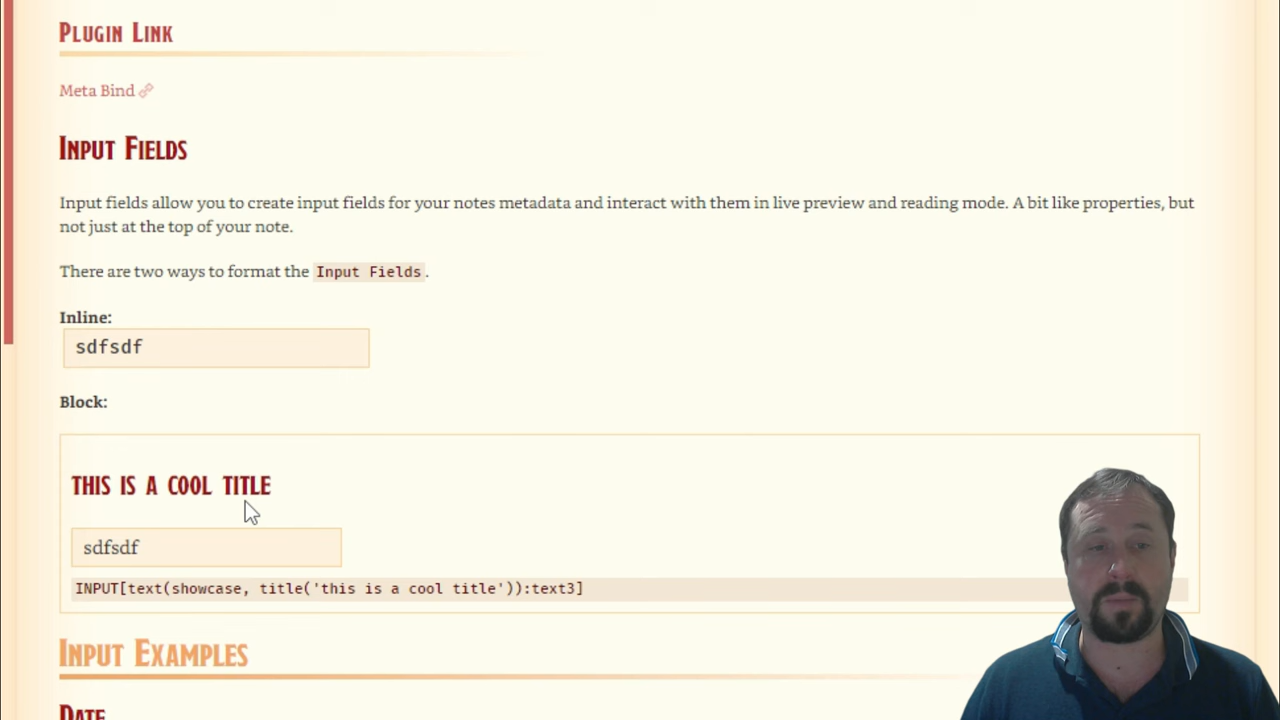 Plugin Link
Meta Bind
Input Fields
Input fields allow you to create input fields for your notes metadata and interact with them in live preview and reading mode. A bit like properties, but
not just at the top of your note.
There are two ways to format the Input Fields.
Inline:
sdfsdf
Block:
THIS IS A COOL TITLE
sdfsdf
INPUT[text(showcase, title('this is a cool title')):text3]
Input Examples
Date